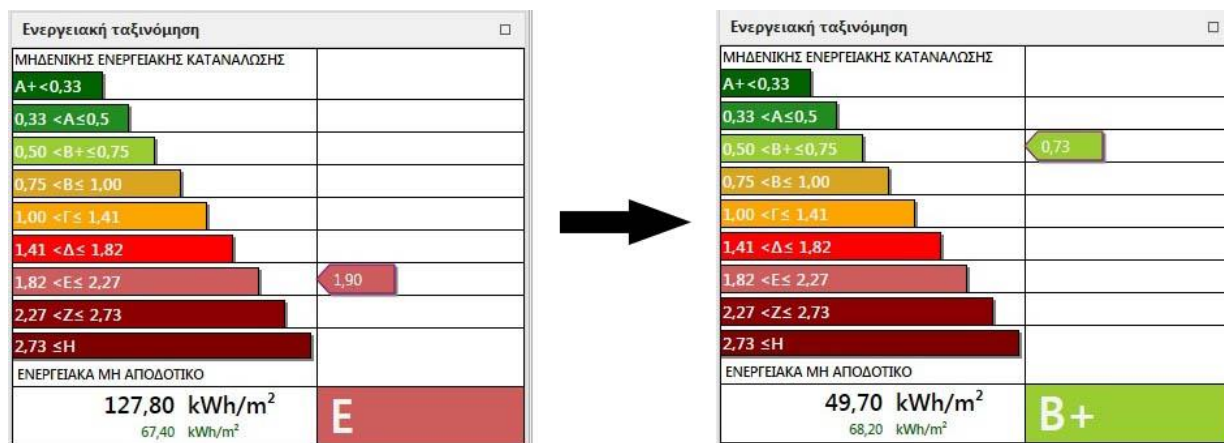 Ενεργειακή ταξινόμηση
ΜΗΔΕΝΙΚΗΣ ΕΝΕΡΓΕΙΑΚΗΣ ΚΑΤΑΝΑΛΩΣΗΣ
Α+<0,33
0,33 <Α≤0,5
0,50 <Β+≤0,75
0,75 <Β≤ 1,00
1,00 <Γ≤ 1,41
1,41 <Δ≤ 1,82
1,82 <Ε≤ 2,27
1,90
2,27 <Ζ≤ 2,73
2,73 ≤Η
ΕΝΕΡΓΕΙΑΚΑ ΜΗ ΑΠΟΔΟΤΙΚΟ
127,80 kWh/m²
67,40 kWh/m²
Ε
Ενεργειακή ταξινόμηση
ΜΗΔΕΝΙΚΗΣ ΕΝΕΡΓΕΙΑΚΗΣ ΚΑΤΑΝΑΛΩΣΗΣ
Α+<0,33
0,33 <Α≤0,5
0,50 <Β+≤0,75
0,73
0,75 <Β≤ 1,00
1,00 <Γ≤ 1,41
1,41 <Δ≤ 1,82
1,82 <Ε≤ 2,27
2,27 <Ζ≤ 2,73
2,73 ≤Η
ΕΝΕΡΓΕΙΑΚΑ ΜΗ ΑΠΟΔΟΤΙΚΟ
49,70 kWh/m²
68,20 kWh/m²
Β+